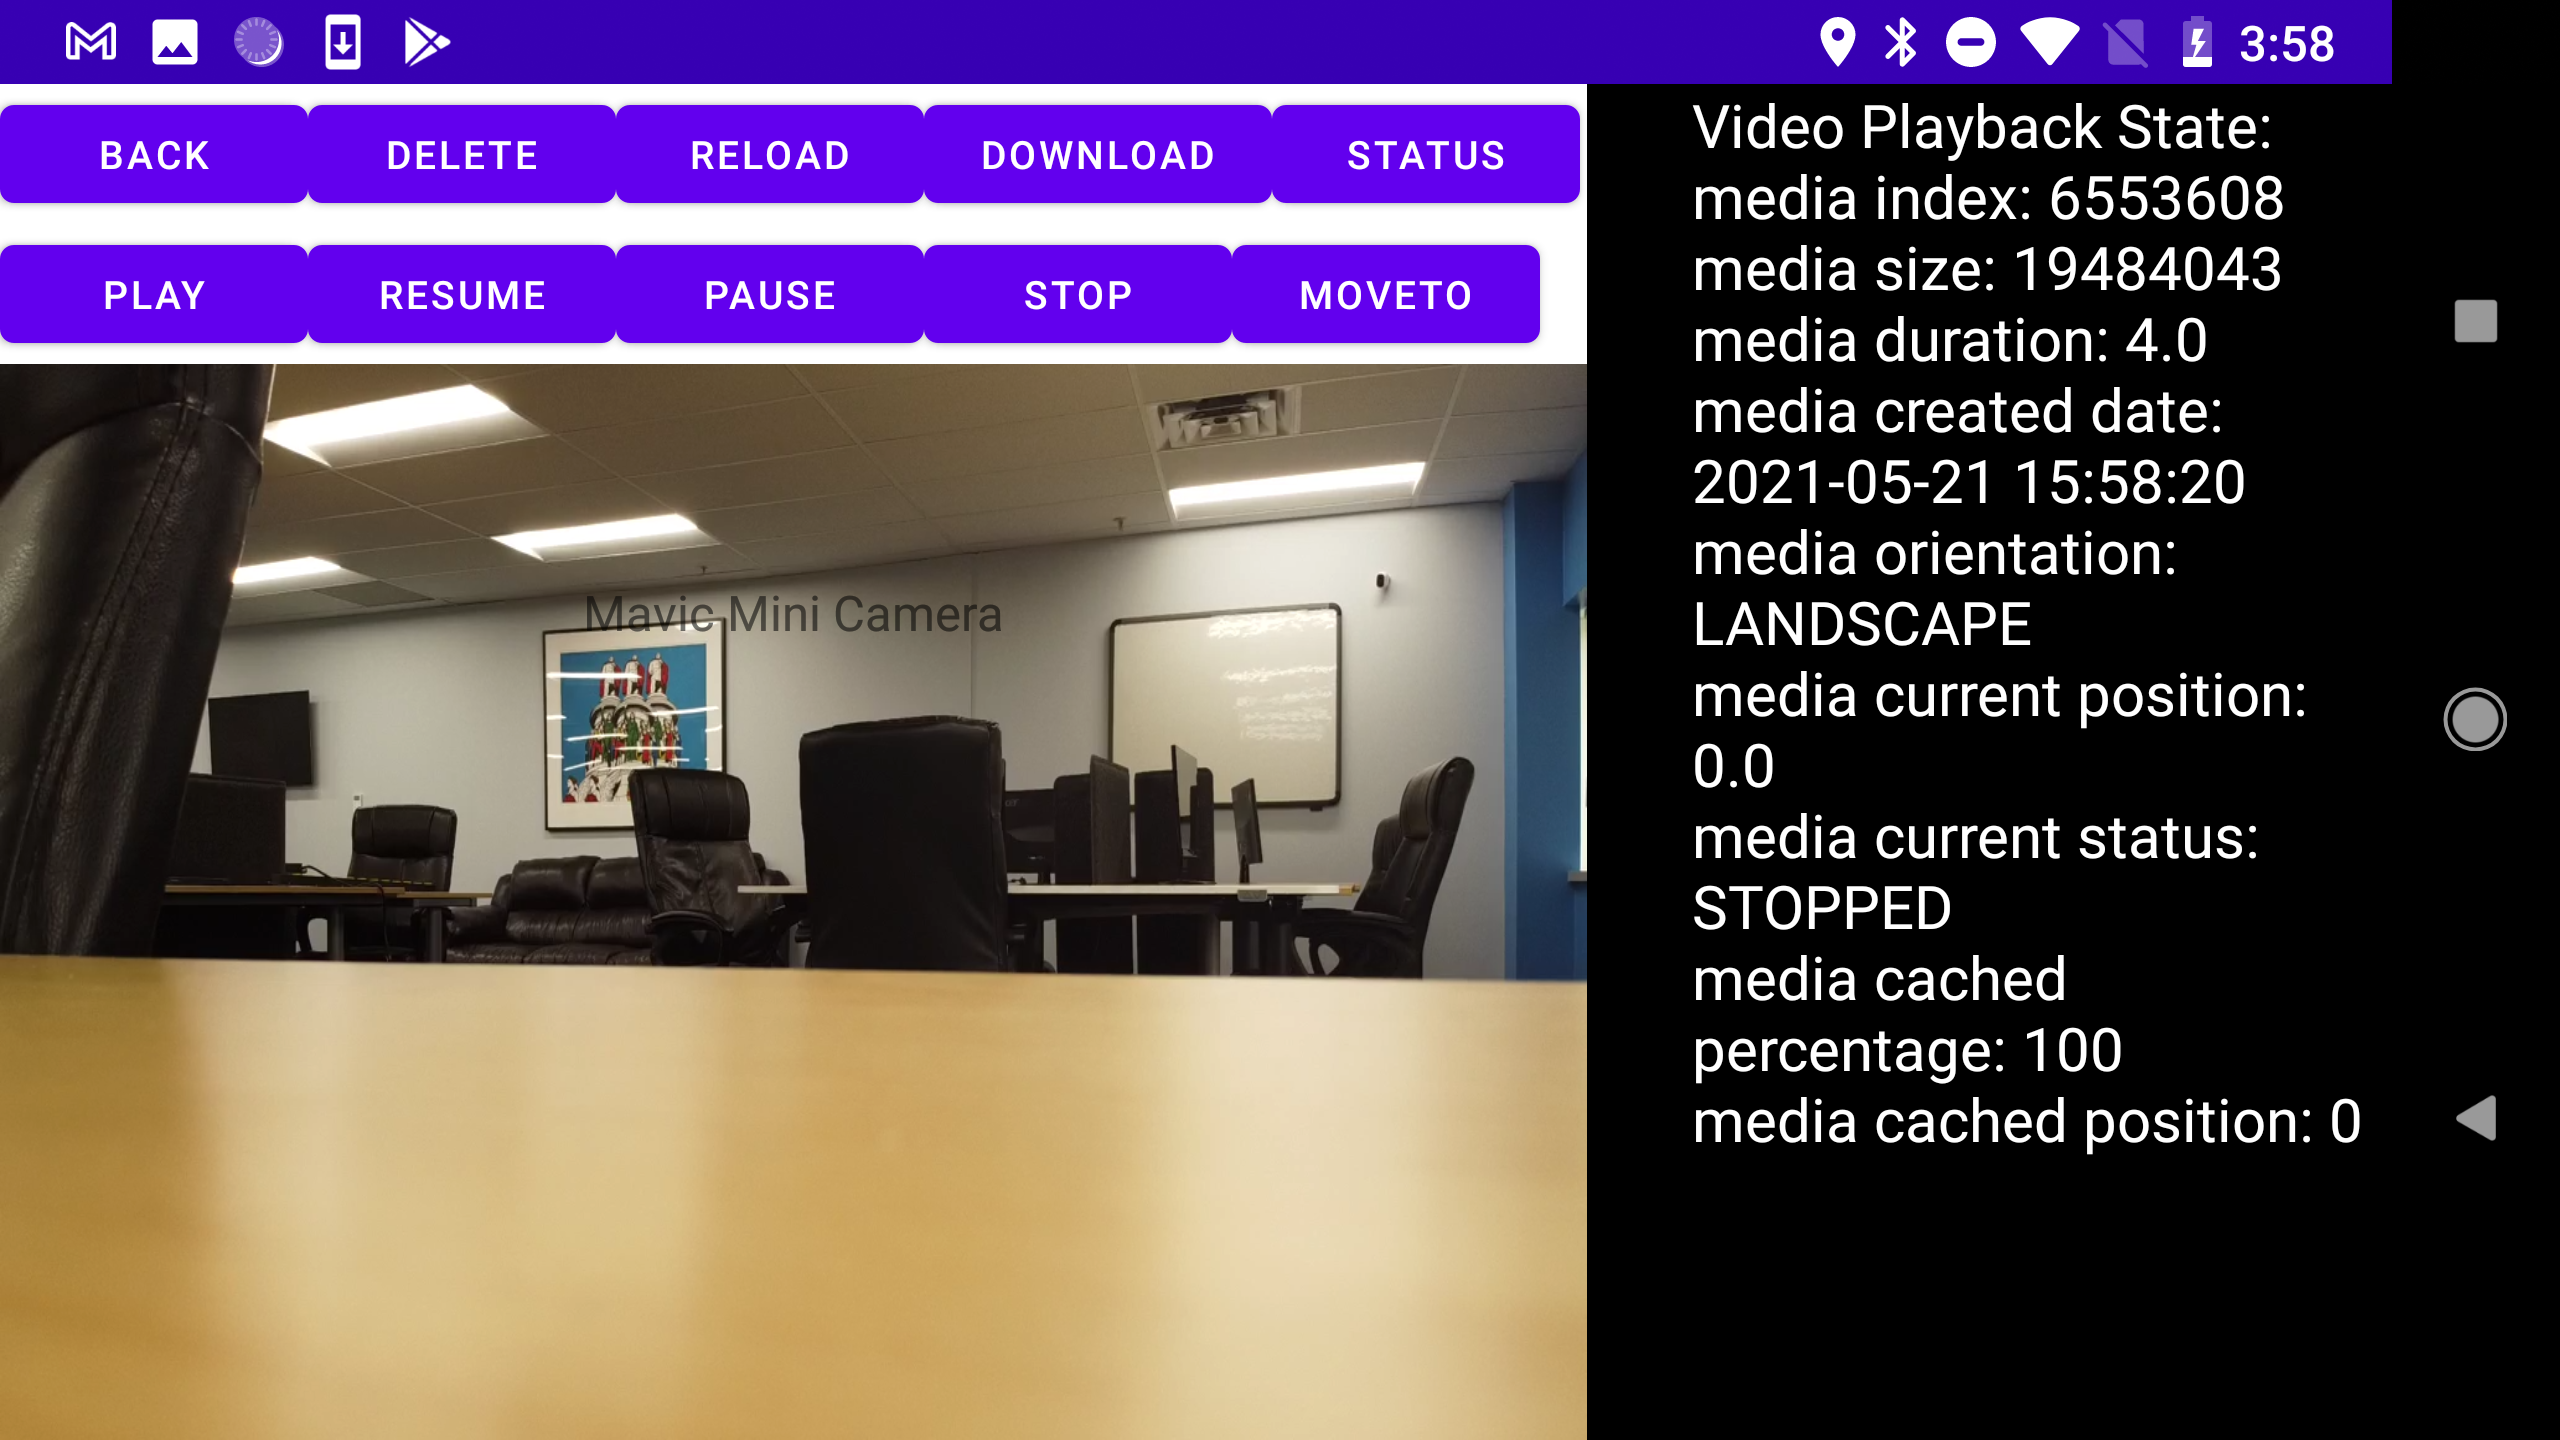 3:58
BACK DELETE RELOAD DOWNLOAD STATUS
PLAY RESUME PAUSE STOP MOVETO
Mavic Mini Camera
Video Playback State:
media index: 6553608
media size: 19484043
media duration: 4.0
media created date:
2021-05-21 15:58:20
media orientation:
LANDSCAPE
media current position:
0.0
media current status:
STOPPED
media cached
percentage: 100
media cached position: 0